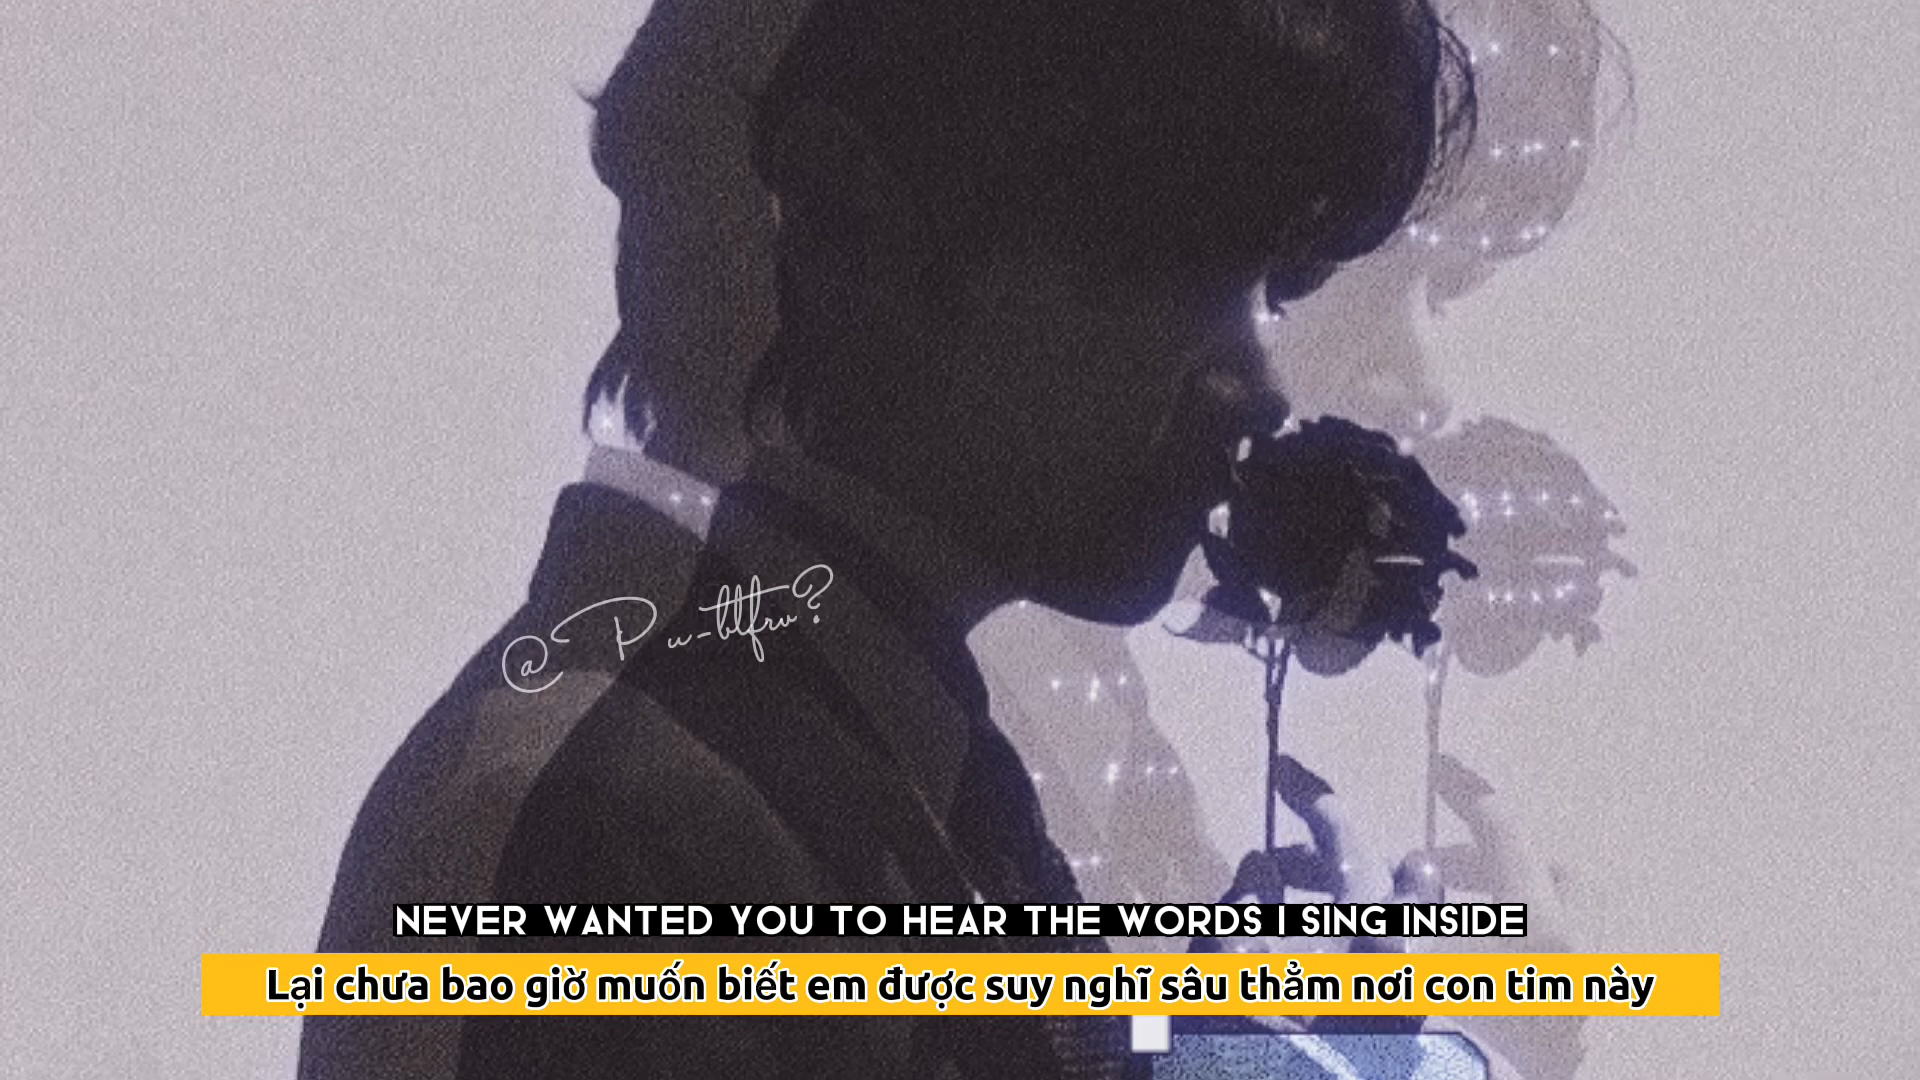 @Pu-btfru?
NEVER WANTED YOU TO HEAR THE WORDS I SING INSIDE
Lại chưa bao giờ muốn biết em được suy nghĩ sâu thẳm nơi con tim này